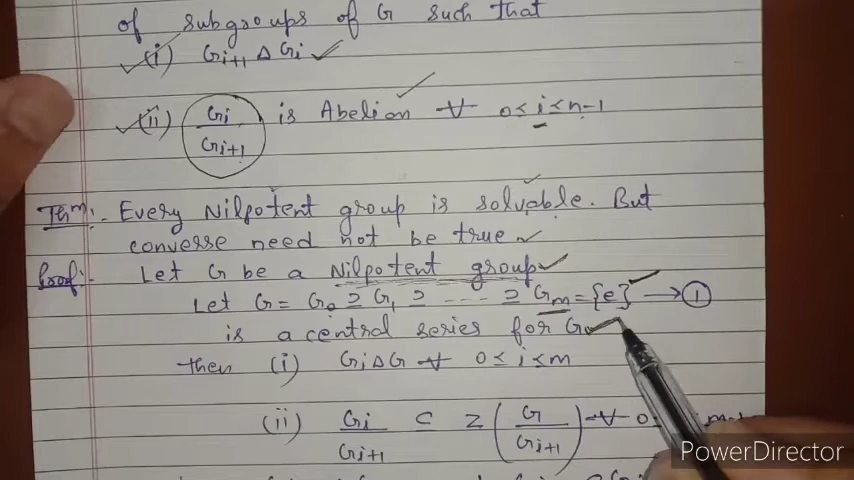 of subgroups of G such that
(i) Gi+1 Δ Gi
(ii) Gi/Gi+1 is Abelian ∀ 0≤i≤n-1
Thm:- Every Nilpotent group is solvable. But
converse need not be true
Proof:- Let G be a Nilpotent group
Let G = G₀ ⊇ G₁ ⊇ ---- ⊇ Gm = {e} → ①
is a central series for G
then (i) Gi Δ G ∀ 0≤i≤m
(ii) Gi/Gi+1 ⊆ Z(G/Gi+1) ∀ 0
PowerDirector